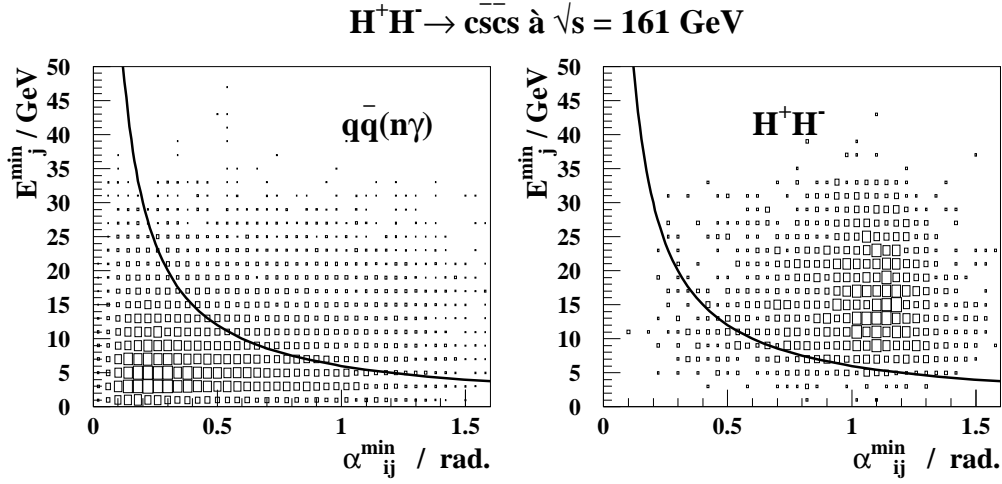 H⁺H⁻ → c̄s̄c̄s à √s = 161 GeV
E_j^min / GeV
50
45
40
35
30
25
20
15
10
5
0
qq̄(nγ)
0 0.5 1 1.5
α_ij^min / rad.
E_j^min / GeV
50
45
40
35
30
25
20
15
10
5
0
H⁺H⁻
0 0.5 1 1.5
α_ij^min / rad.